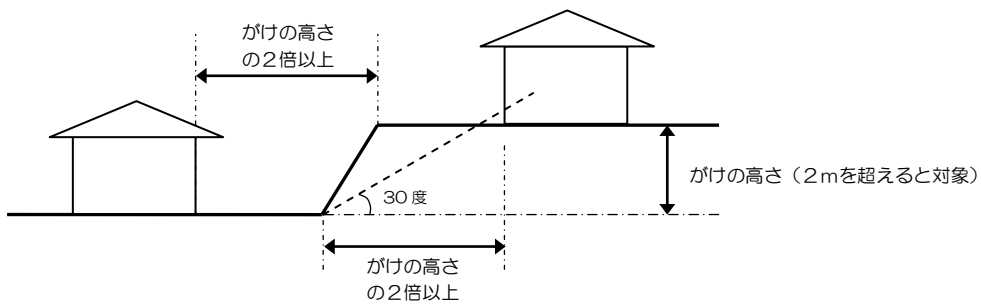 がけの高さ
の２倍以上
がけの高さ（２ｍを超えると対象）
30度
がけの高さ
の２倍以上